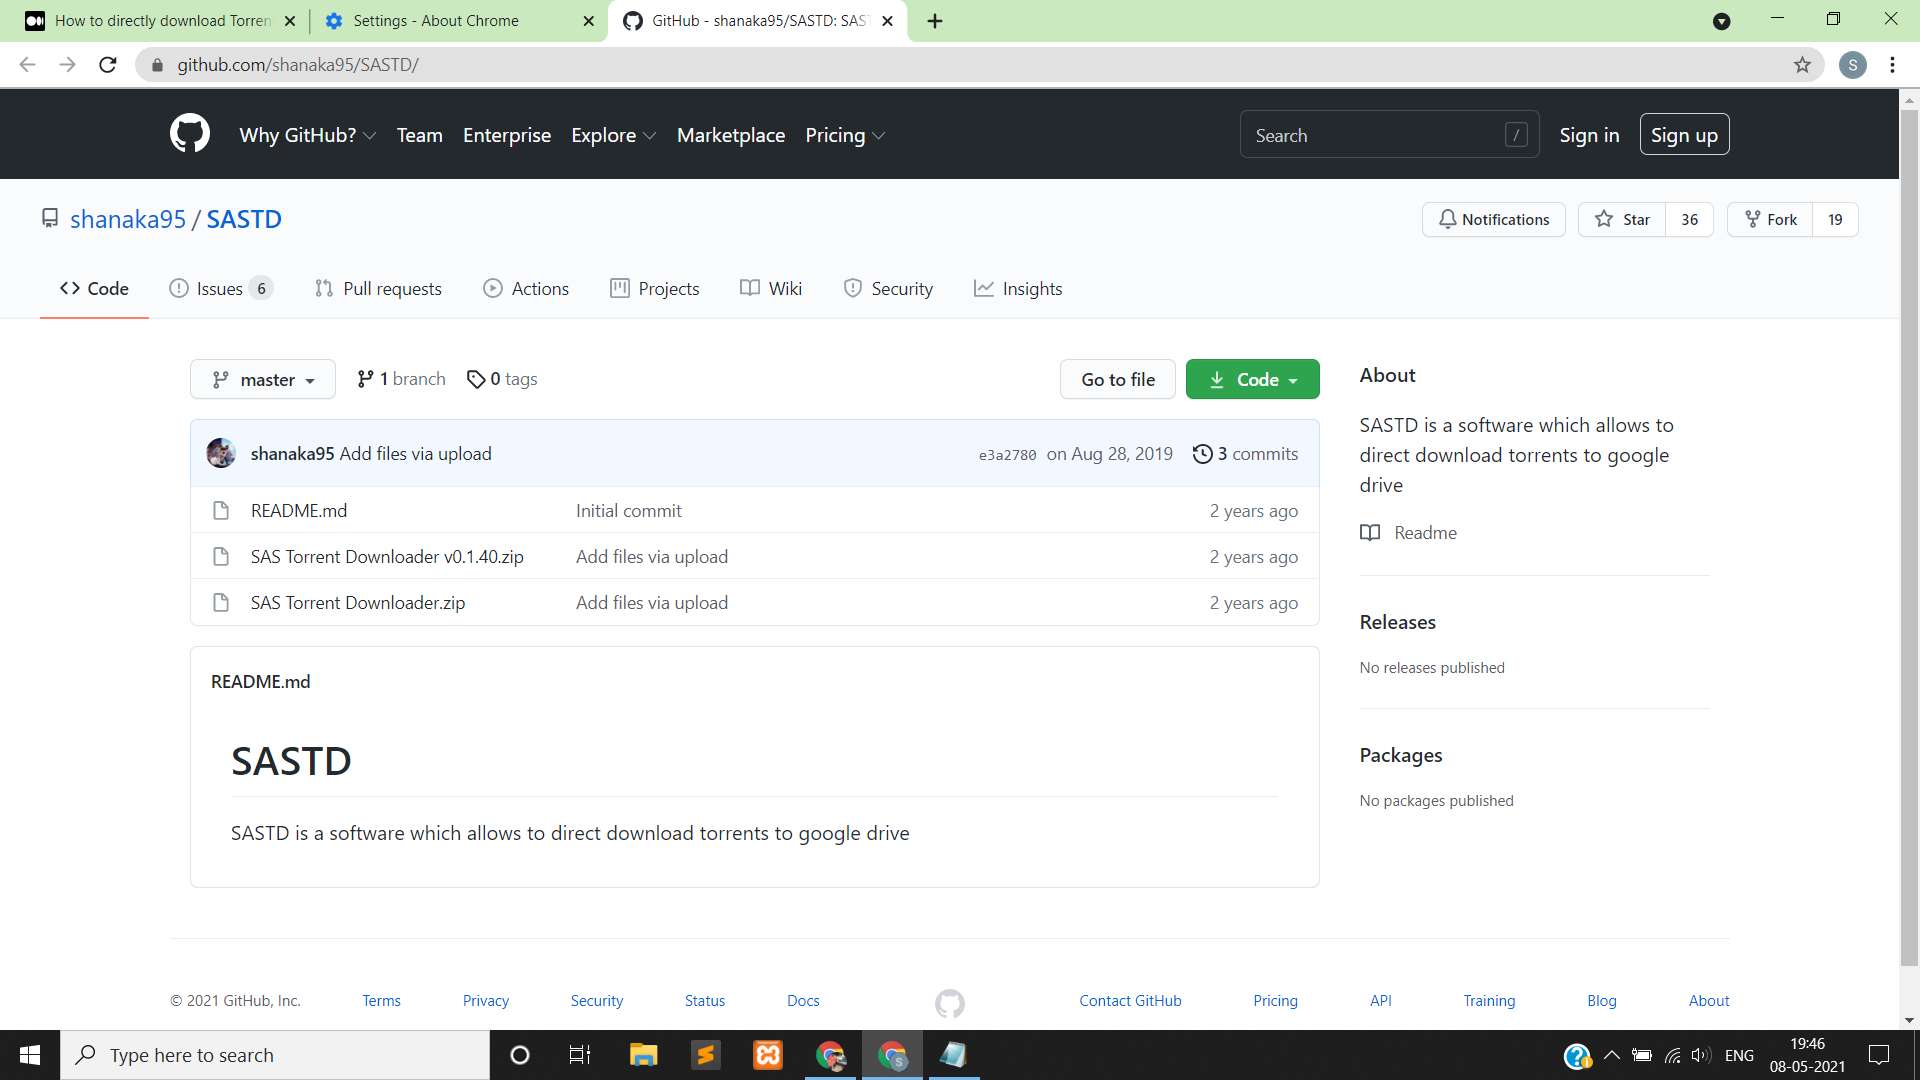 How to directly download Torren
Settings - About Chrome
GitHub - shanaka95/SASTD: SAS
github.com/shanaka95/SASTD/
S
Why GitHub? Team Enterprise Explore Marketplace Pricing
Search /
Sign in
Sign up
shanaka95 / SASTD
Notifications
Star 36
Fork 19
Code
Issues 6
Pull requests
Actions
Projects
Wiki
Security
Insights
master
1 branch
0 tags
Go to file
Code
shanaka95 Add files via upload e3a2780 on Aug 28, 2019 3 commits
README.md Initial commit 2 years ago
SAS Torrent Downloader v0.1.40.zip Add files via upload 2 years ago
SAS Torrent Downloader.zip Add files via upload 2 years ago
README.md
SASTD
SASTD is a software which allows to direct download torrents to google drive
About
SASTD is a software which allows to
direct download torrents to google
drive
Readme
Releases
No releases published
Packages
No packages published
© 2021 GitHub, Inc. Terms Privacy Security Status Docs Contact GitHub Pricing API Training Blog About
Type here to search
ENG
19:46
08-05-2021